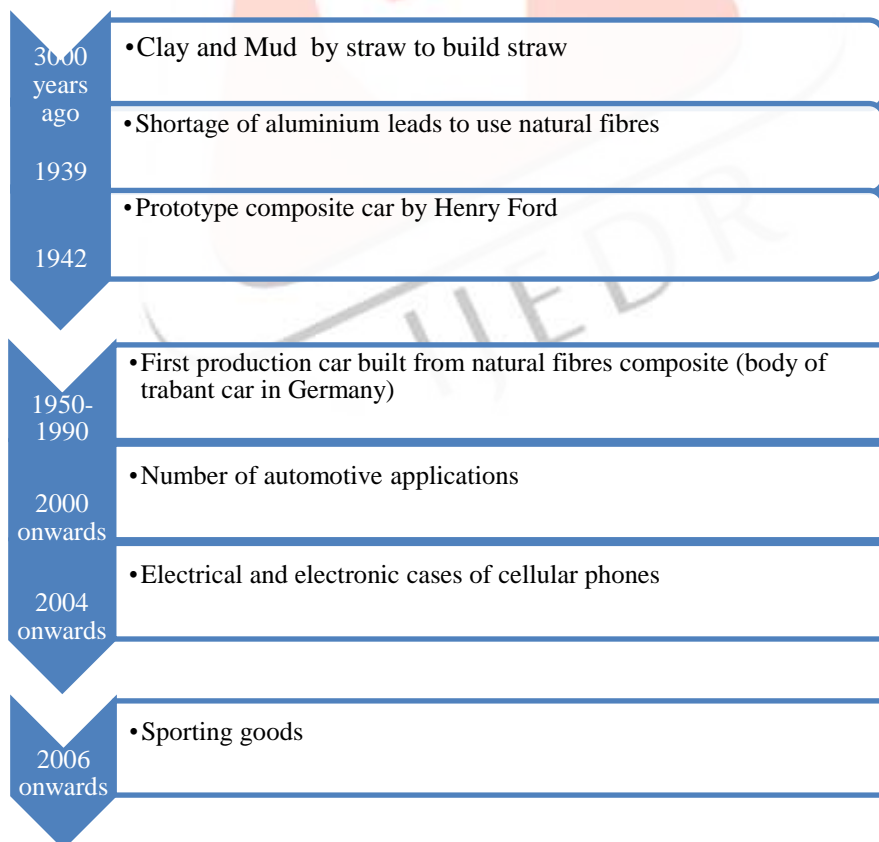 3000
years
ago
•Clay and Mud by straw to build straw
1939
•Shortage of aluminium leads to use natural fibres
1942
•Prototype composite car by Henry Ford
IJEDR
1950-
1990
•First production car built from natural fibres composite (body of
trabant car in Germany)
2000
onwards
•Number of automotive applications
2004
onwards
•Electrical and electronic cases of cellular phones
2006
onwards
•Sporting goods